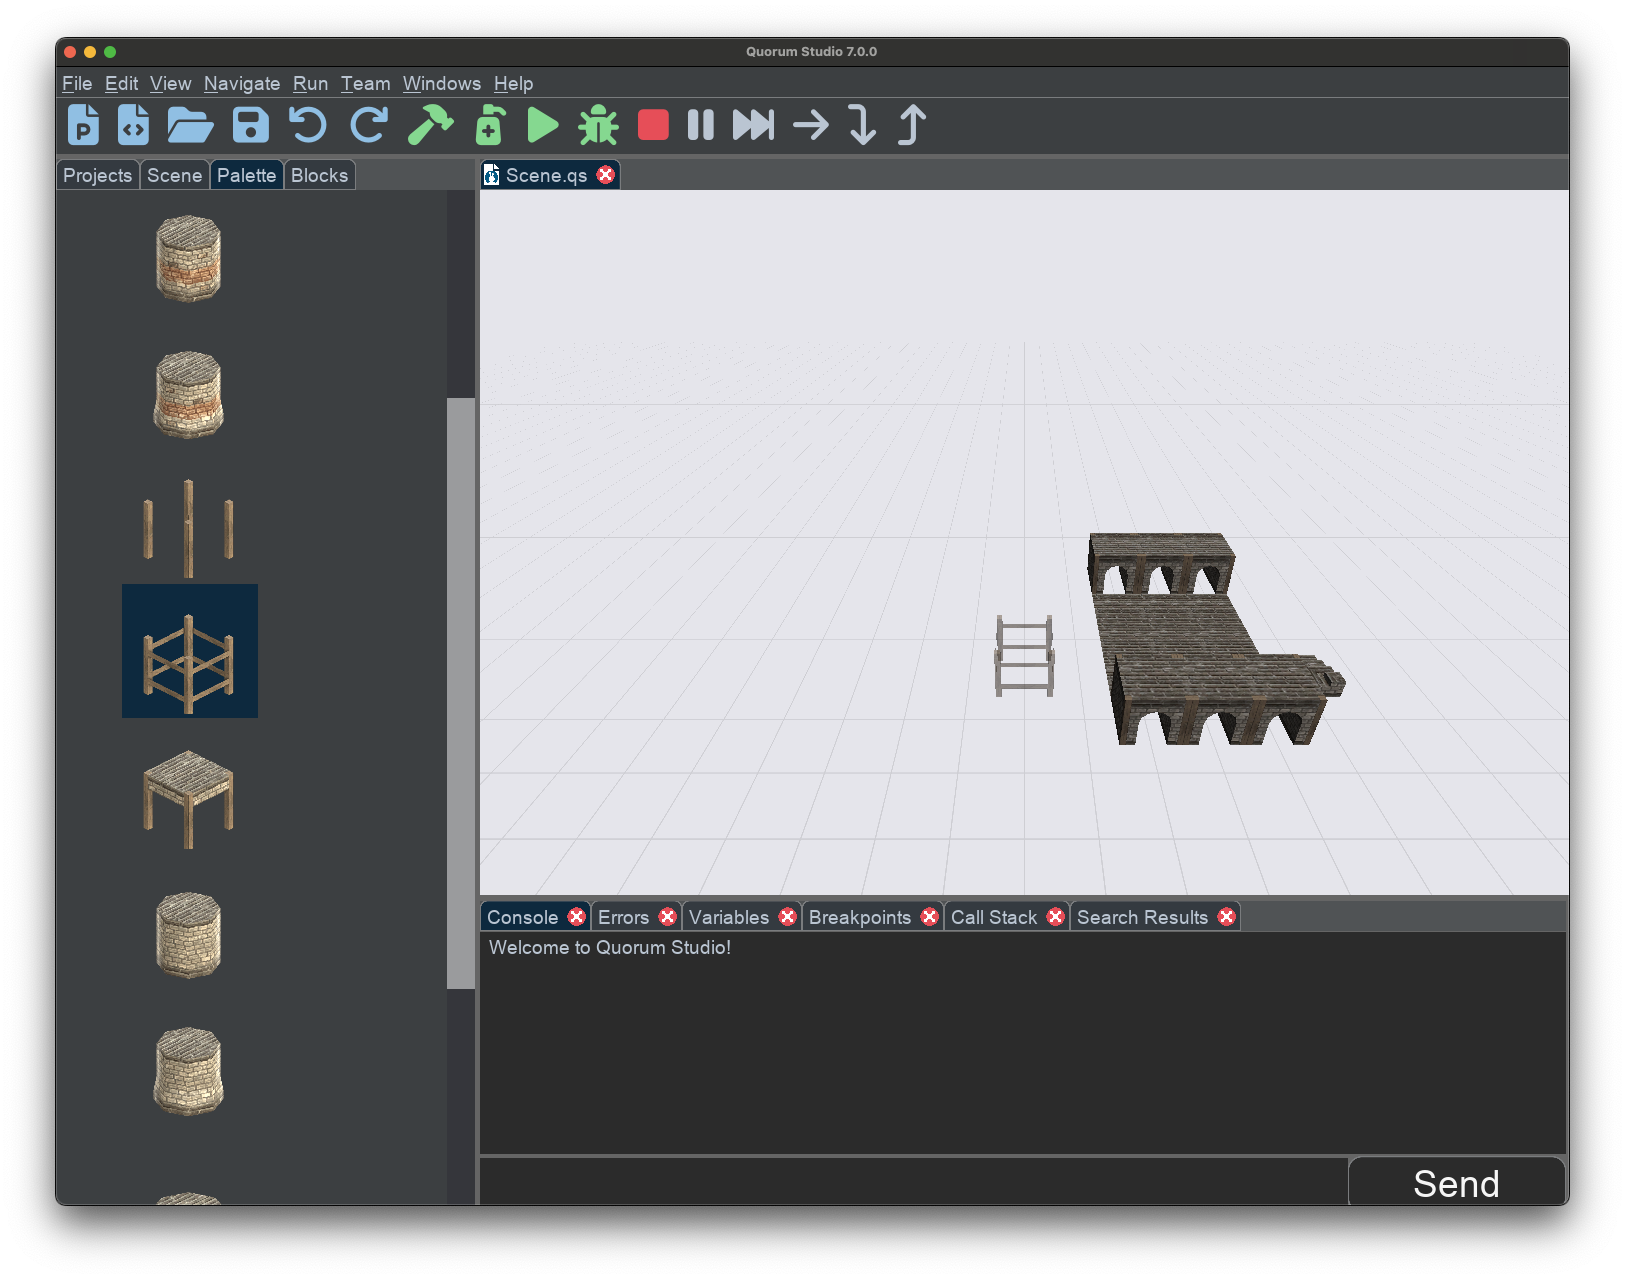 Quorum Studio 7.0.0
File Edit View Navigate Run Team Windows Help
P
Projects Scene Palette Blocks
Scene.qs
Console Errors Variables Breakpoints Call Stack Search Results
Welcome to Quorum Studio!
Send